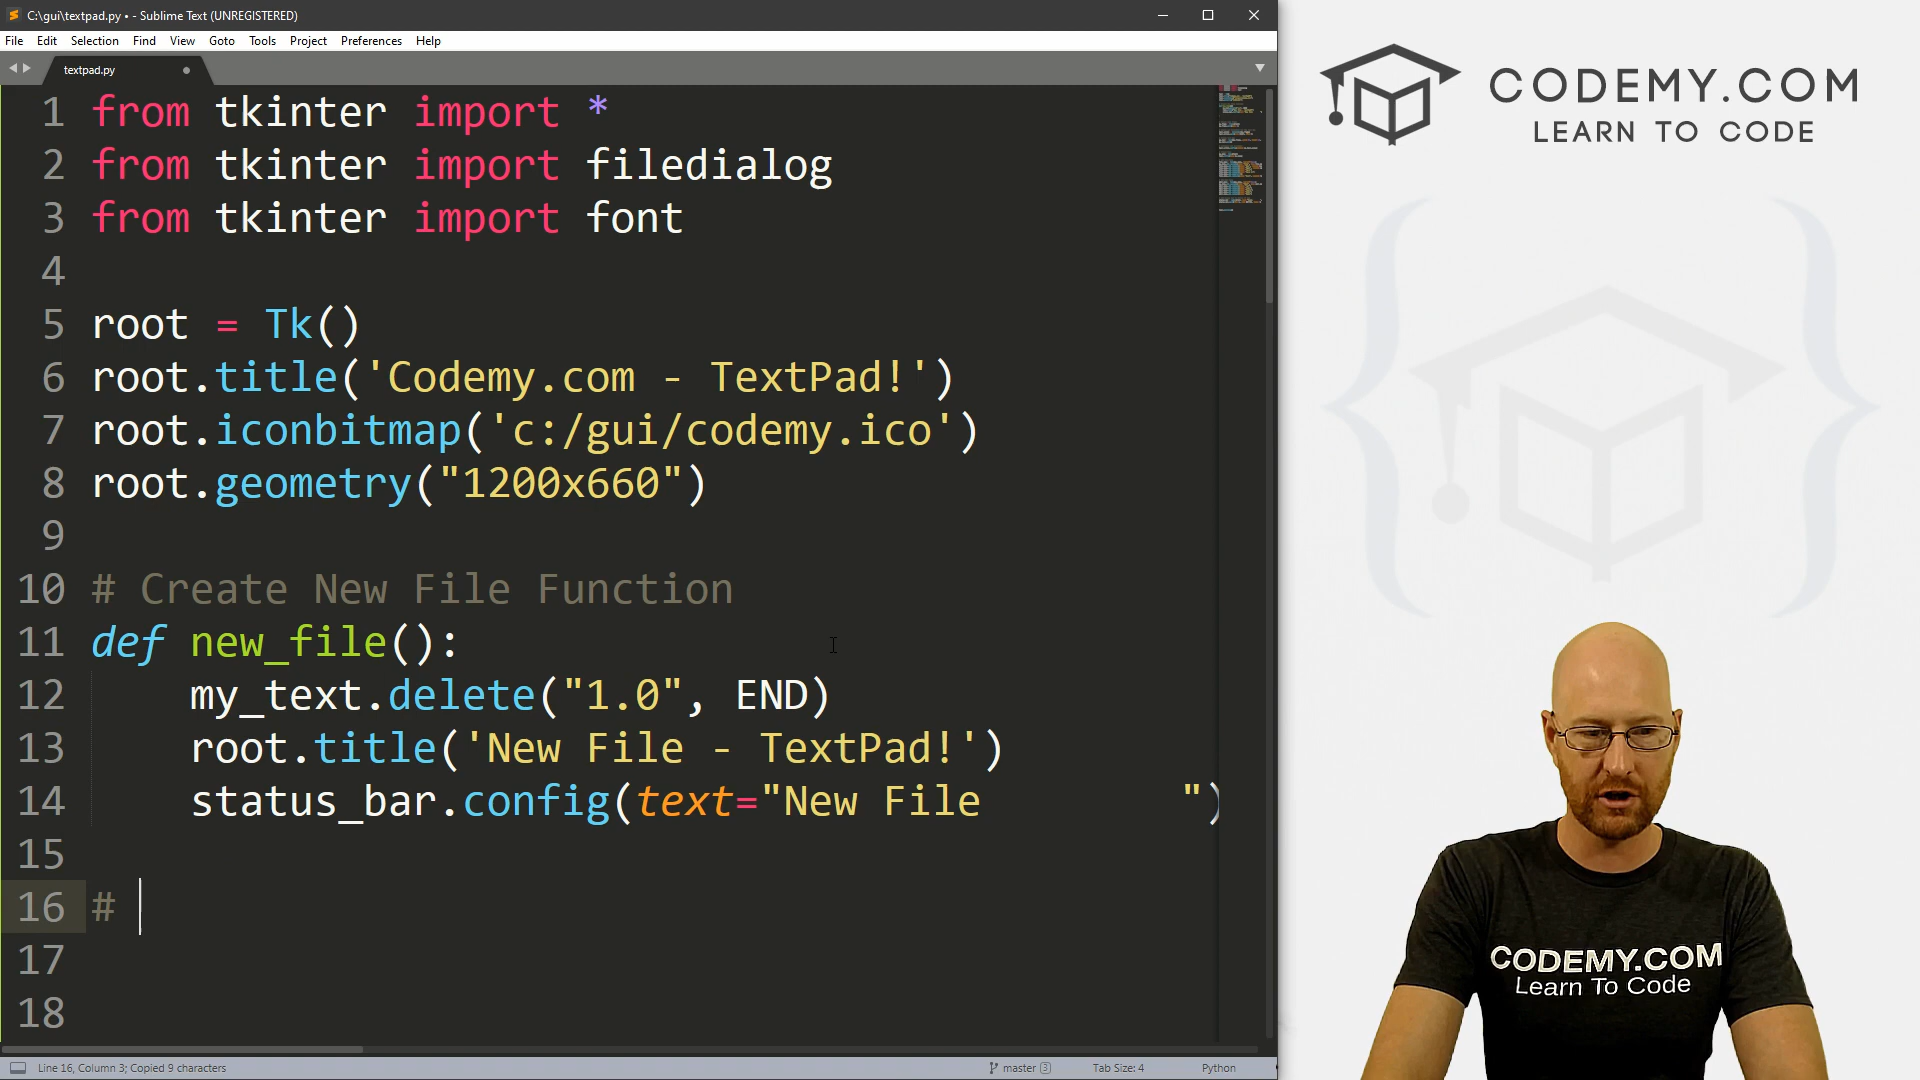 C:\gui\textpad.py • - Sublime Text (UNREGISTERED)
File Edit Selection Find View Goto Tools Project Preferences Help
textpad.py
1 from tkinter import *
2 from tkinter import filedialog
3 from tkinter import font
4
5 root = Tk()
6 root.title('Codemy.com - TextPad!')
7 root.iconbitmap('c:/gui/codemy.ico')
8 root.geometry("1200x660")
9
10 # Create New File Function
11 def new_file():
12     my_text.delete("1.0", END)
13     root.title('New File - TextPad!')
14     status_bar.config(text="New File        ")
15
16 #
17
18
Line 16, Column 3; Copied 9 characters
master 3
Tab Size: 4
Python
CODEMY.COM
LEARN TO CODE
CODEMY.COM
Learn To Code